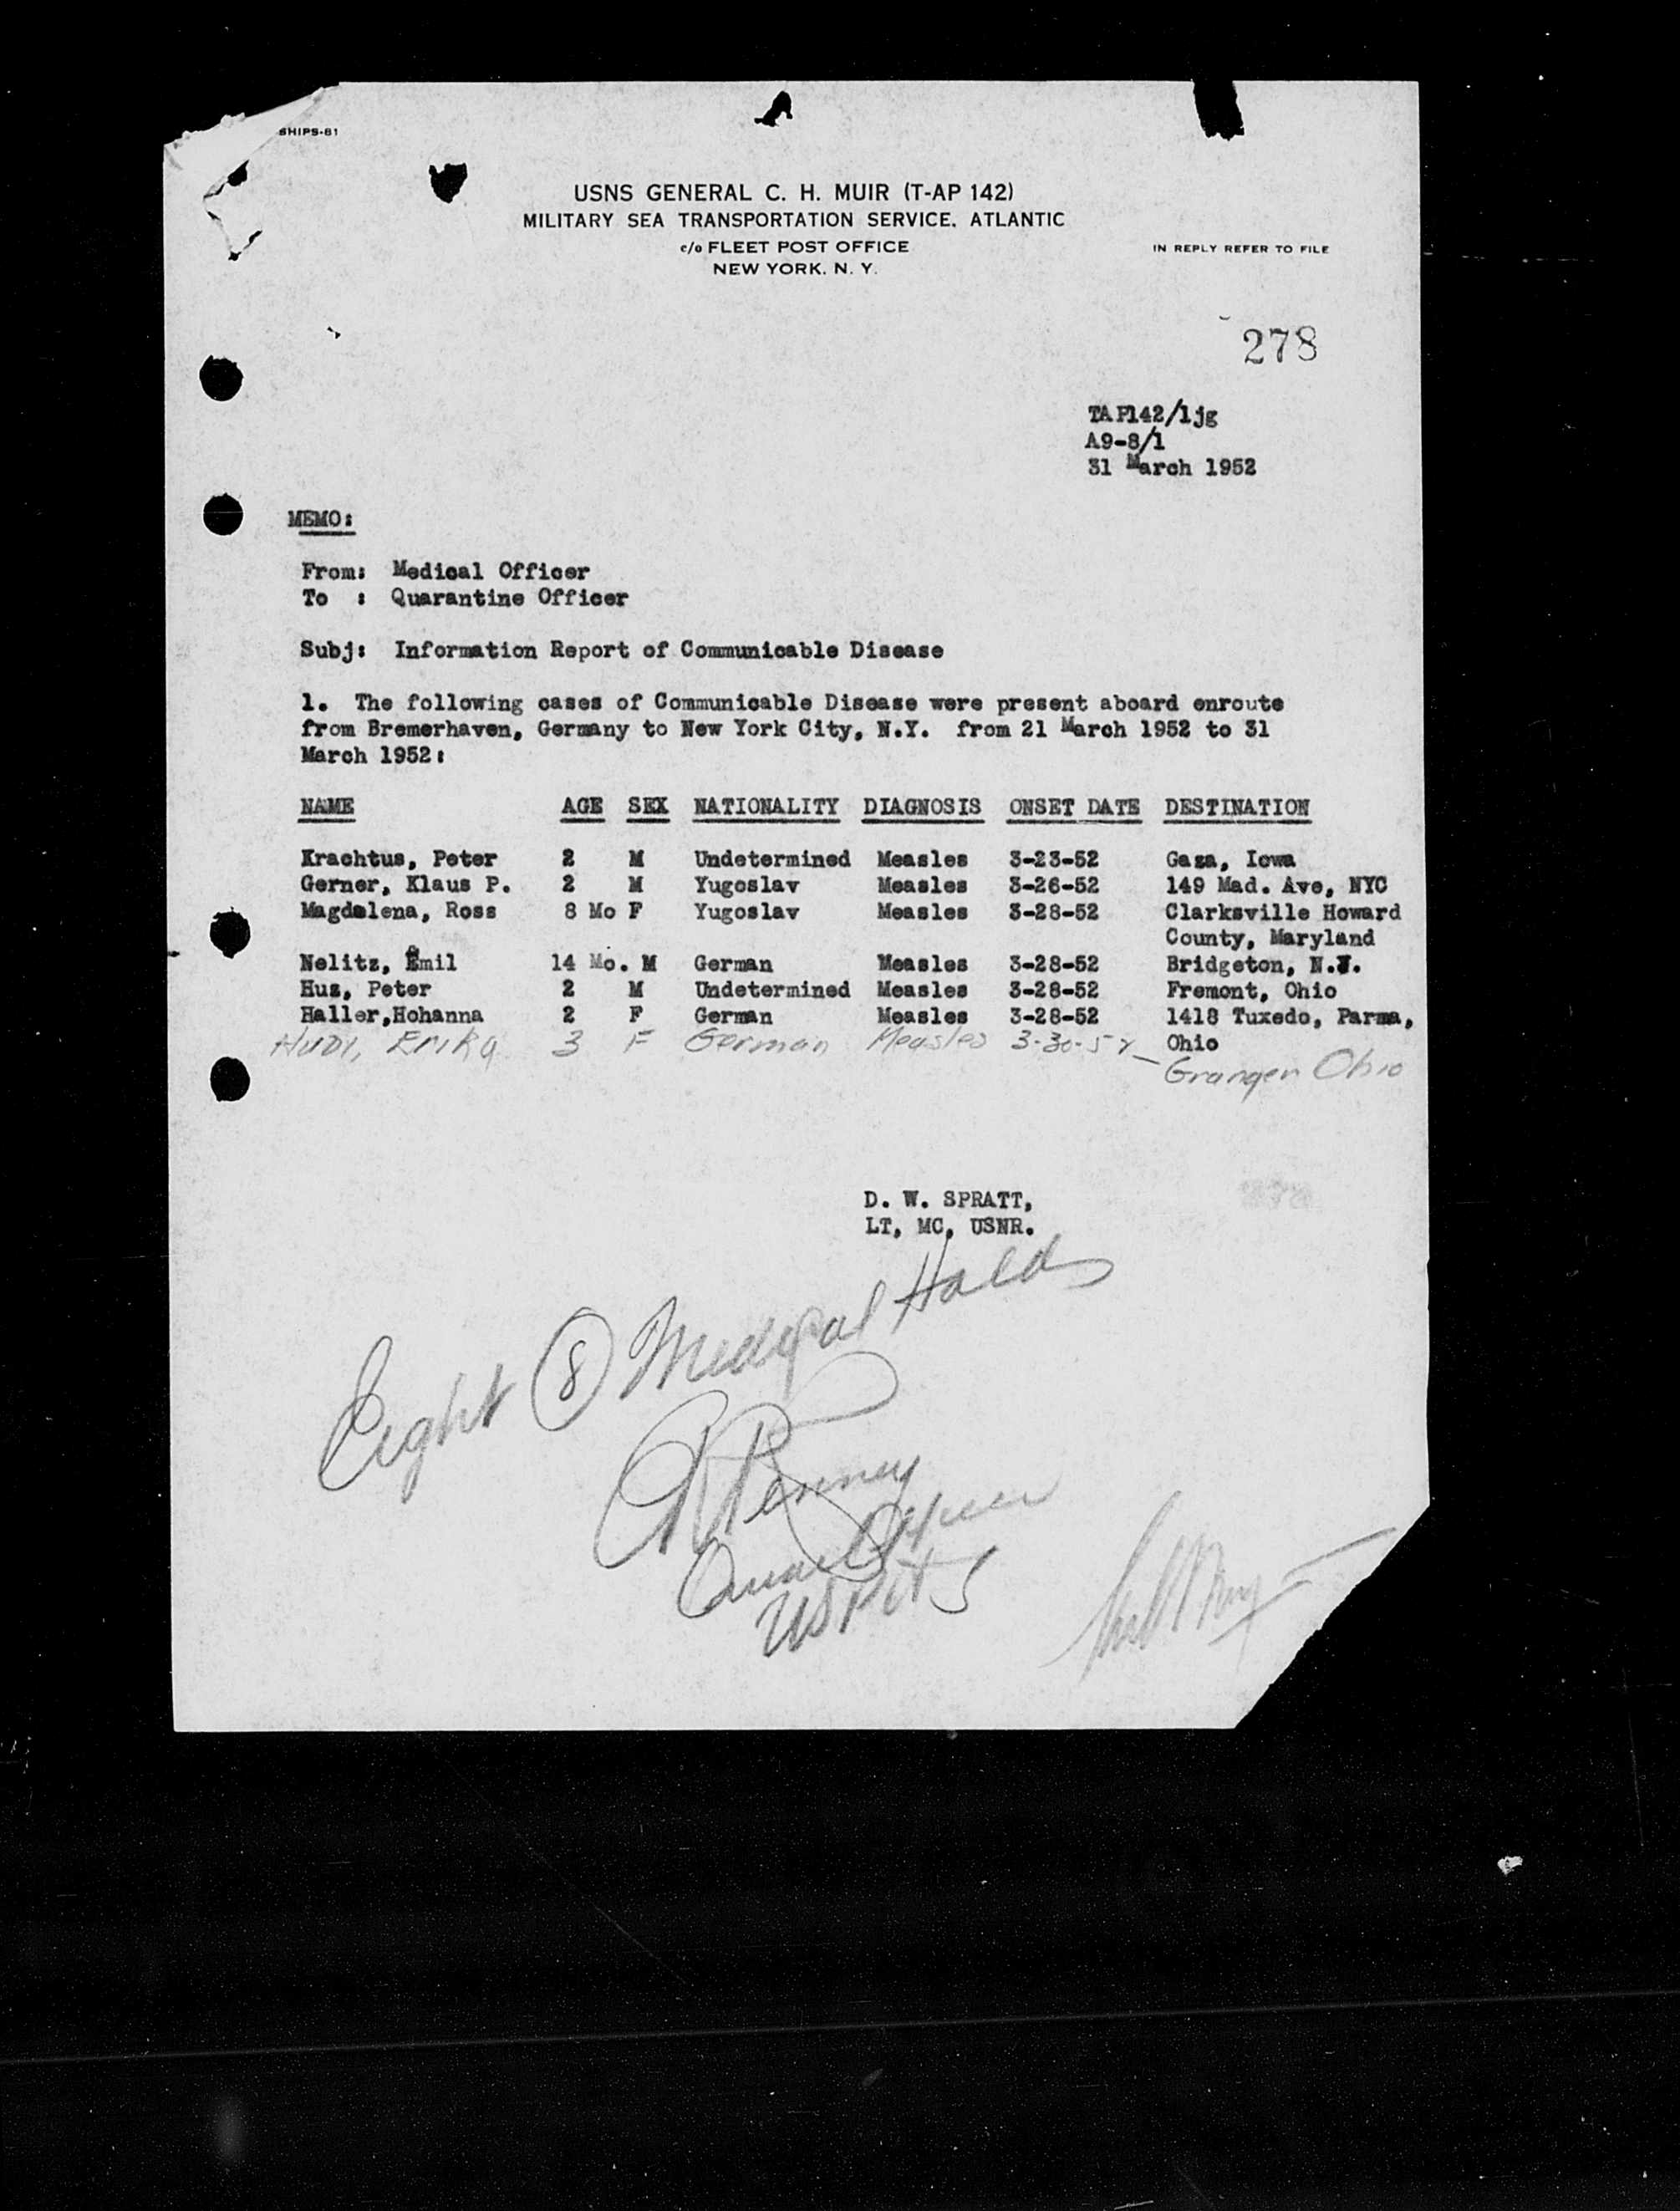 SHIPS-81
USNS GENERAL C. H. MUIR (T-AP 142)
MILITARY SEA TRANSPORTATION SERVICE, ATLANTIC
c/o FLEET POST OFFICE
IN REPLY REFER TO FILE
NEW YORK, N. Y.
278
TAP142/ljg
A9-8/1
31 March 1952
MEMO:
From: Medical Officer
To : Quarantine Officer
Subj: Information Report of Communicable Disease
1. The following cases of Communicable Disease were present aboard enroute
from Bremerhaven, Germany to New York City, N.Y. from 21 March 1952 to 31
March 1952:
NAME AGE SEX NATIONALITY DIAGNOSIS ONSET DATE DESTINATION
Krachtus, Peter 2 M Undetermined Measles 3-23-52 Gaza, Iowa
Gerner, Klaus P. 2 M Yugoslav Measles 3-26-52 149 Mad. Ave, NYC
Magdalena, Ross 8 Mo F Yugoslav Measles 3-28-52 Clarksville Howard
County, Maryland
Nelitz, Emil 14 Mo. M German Measles 3-28-52 Bridgeton, N.J.
Huz, Peter 2 M Undetermined Measles 3-28-52 Fremont, Ohio
Haller,Hohanna 2 F German Measles 3-28-52 1418 Tuxedo, Parma,
Ohio
Erika 3 F German Measles 3-30-52
Granger Ohio
D. W. SPRATT,
LT, MC, USNR.
Eight (8) Medical Holds
Penney